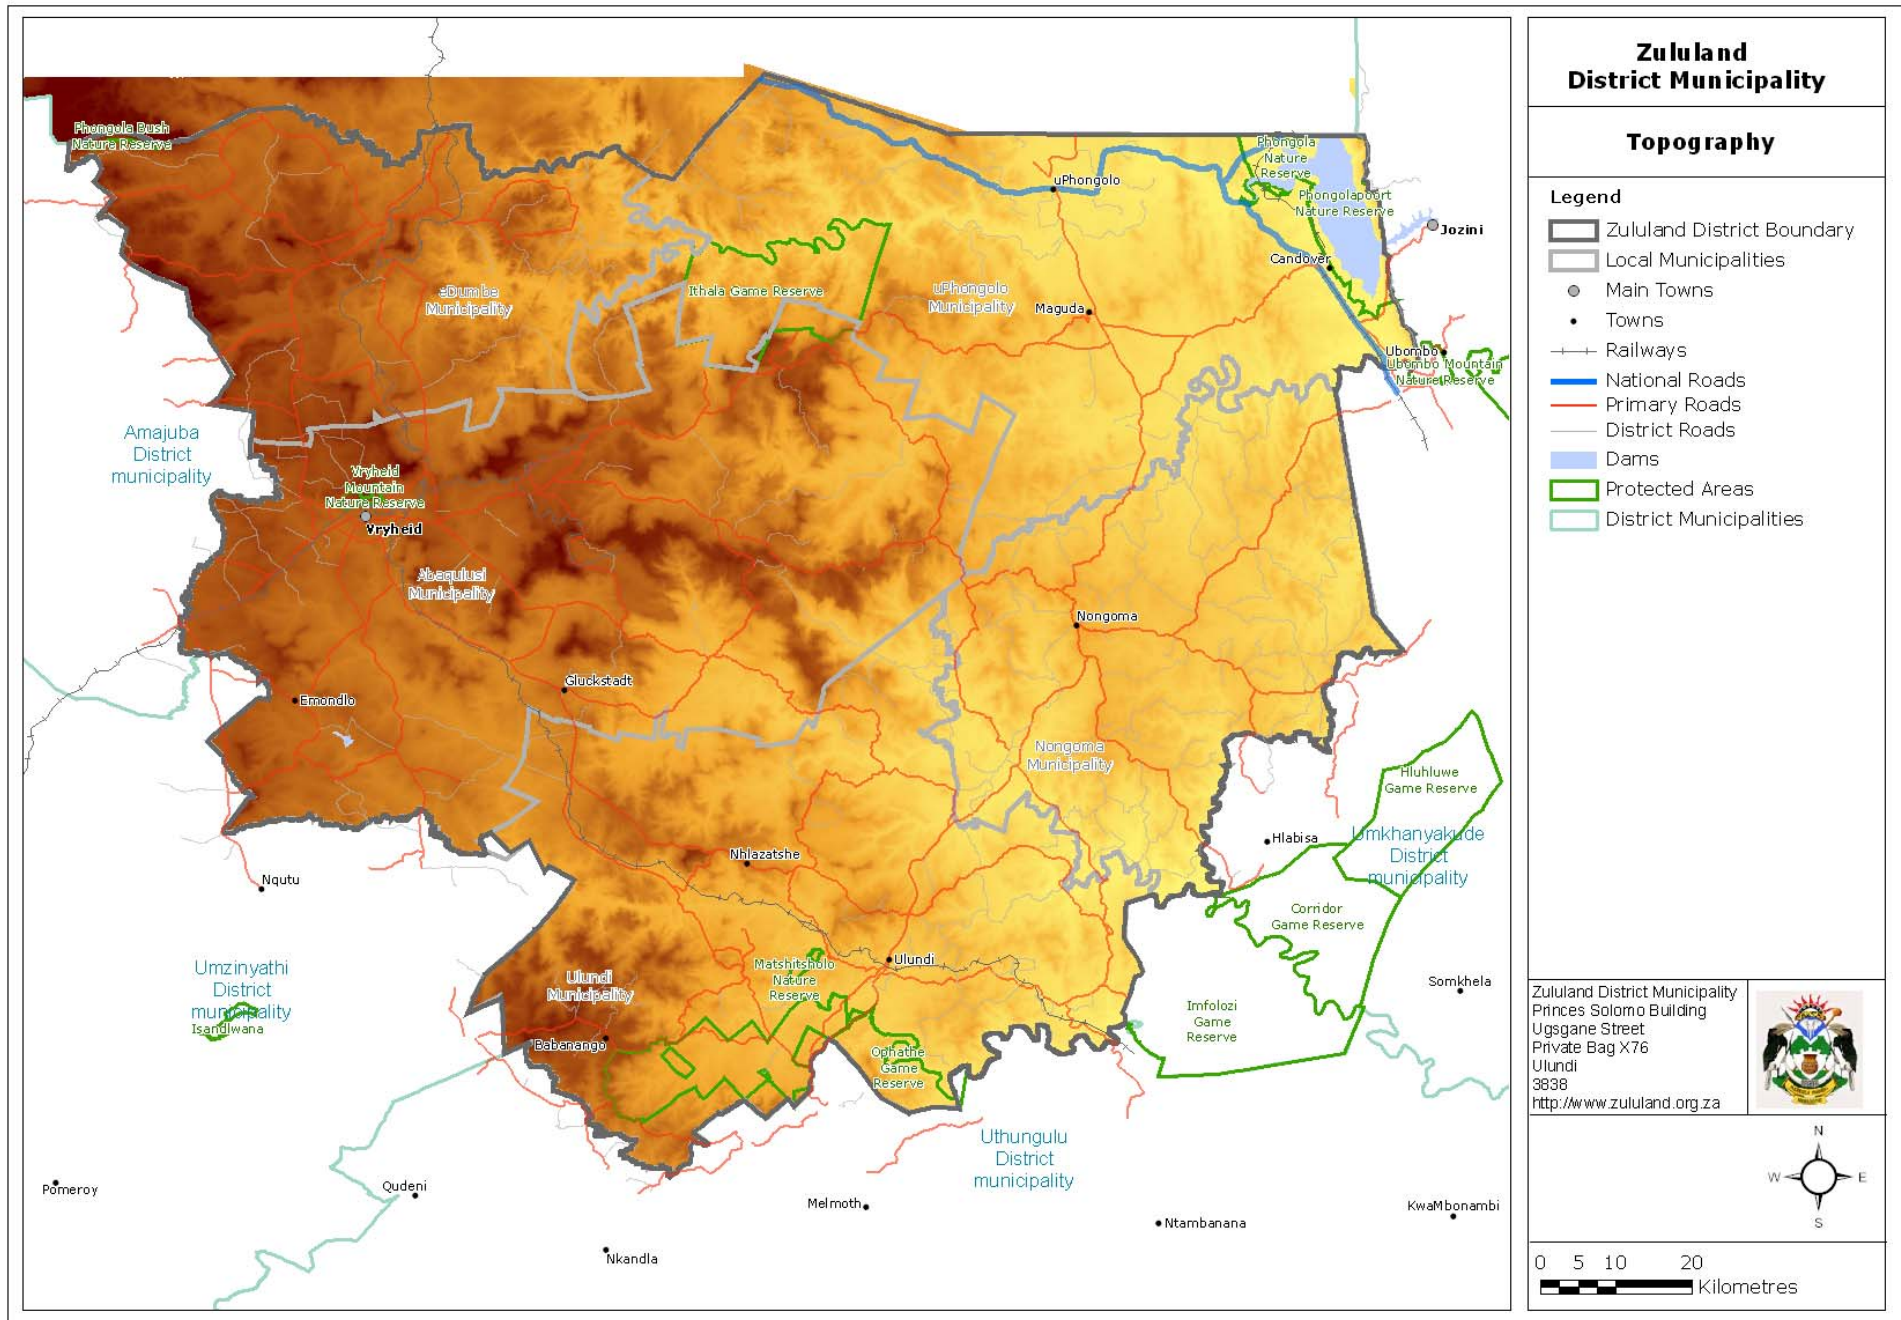 Zululand
District Municipality
Topography
Legend
Zululand District Boundary
Local Municipalities
Main Towns
Towns
Railways
National Roads
Primary Roads
District Roads
Dams
Protected Areas
District Municipalities
Phongola Bush
Nature Reserve
Phongola
Nature
Reserve
Phongolapoort
Nature Reserve
uPhongolo
Jozini
Candover
eDumbe
Municipality
Ithala Game Reserve
uPhongolo
Municipality
Maguda
Ubombo
Ubombo Mountain
Nature Reserve
Amajuba
District
municipality
Vryheid
Mountain
Nature Reserve
Vryheid
Abaqulusi
Municipality
Nongoma
Gluckstadt
Emondlo
Nongoma
Municipality
Hluhluwe
Game Reserve
Hlabisa
Umkhanyakude
District
municipality
Nhlazatshe
Nqutu
Corridor
Game Reserve
Umzinyathi
District
municipality
Isandlwana
Ulundi
Municipality
Matshitsholo
Nature
Reserve
Ulundi
Somkhela
Imfolozi
Game
Reserve
Babanango
Ophathe
Game
Reserve
Uthungulu
District
municipality
Pomeroy
Qudeni
Melmoth
Ntambanana
KwaMbonambi
Nkandla
Zululand District Municipality
Princes Solomo Building
Ugsgane Street
Private Bag X76
Ulundi
3838
http://www.zululand.org.za
N
W E
S
0 5 10 20
Kilometres